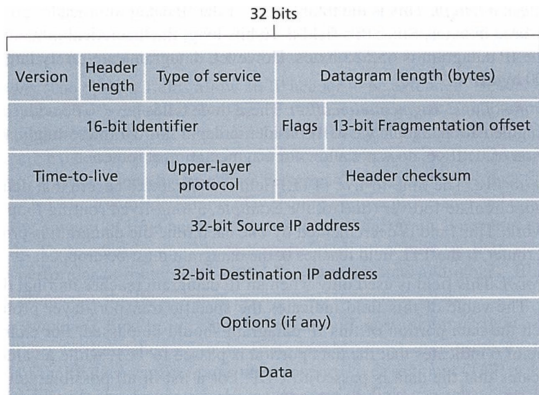 32 bits
Version Header length Type of service Datagram length (bytes)
16-bit Identifier Flags 13-bit Fragmentation offset
Time-to-live Upper-layer protocol Header checksum
32-bit Source IP address
32-bit Destination IP address
Options (if any)
Data